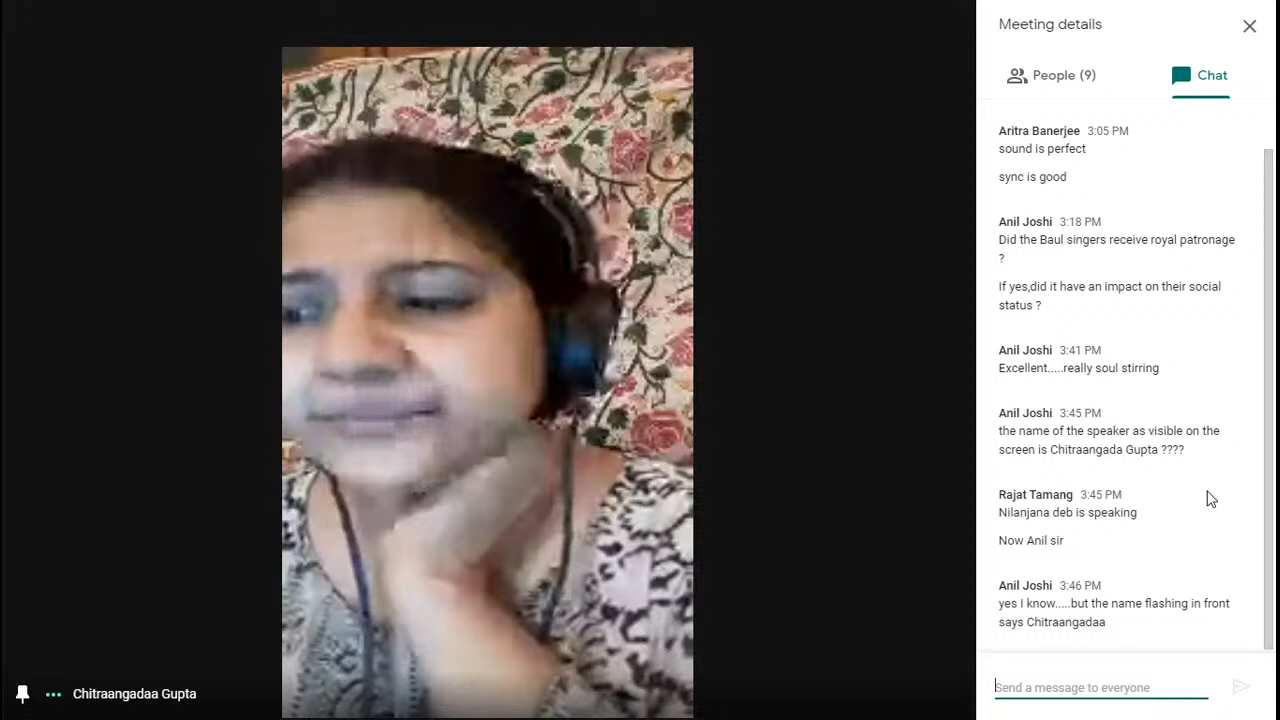 Meeting details
People (9)
Chat
Aritra Banerjee 3:05 PM
sound is perfect
sync is good
Anil Joshi 3:18 PM
Did the Baul singers receive royal patronage
?
If yes,did it have an impact on their social
status ?
Anil Joshi 3:41 PM
Excellent.....really soul stirring
Anil Joshi 3:45 PM
the name of the speaker as visible on the
screen is Chitraangada Gupta ????
Rajat Tamang 3:45 PM
Nilanjana deb is speaking
Now Anil sir
Anil Joshi 3:46 PM
yes I know.....but the name flashing in front
says Chitraangadaa
Send a message to everyone
Chitraangadaa Gupta